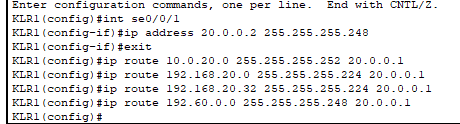 Enter configuration commands, one per line.  End with CNTL/Z.
KLR1(config)#int se0/0/1
KLR1(config-if)#ip address 20.0.0.2 255.255.255.248
KLR1(config-if)#exit
KLR1(config)#ip route 10.0.20.0 255.255.255.252 20.0.0.1
KLR1(config)#ip route 192.168.20.0 255.255.255.224 20.0.0.1
KLR1(config)#ip route 192.168.20.32 255.255.255.224 20.0.0.1
KLR1(config)#ip route 192.60.0.0 255.255.255.248 20.0.0.1
KLR1(config)#